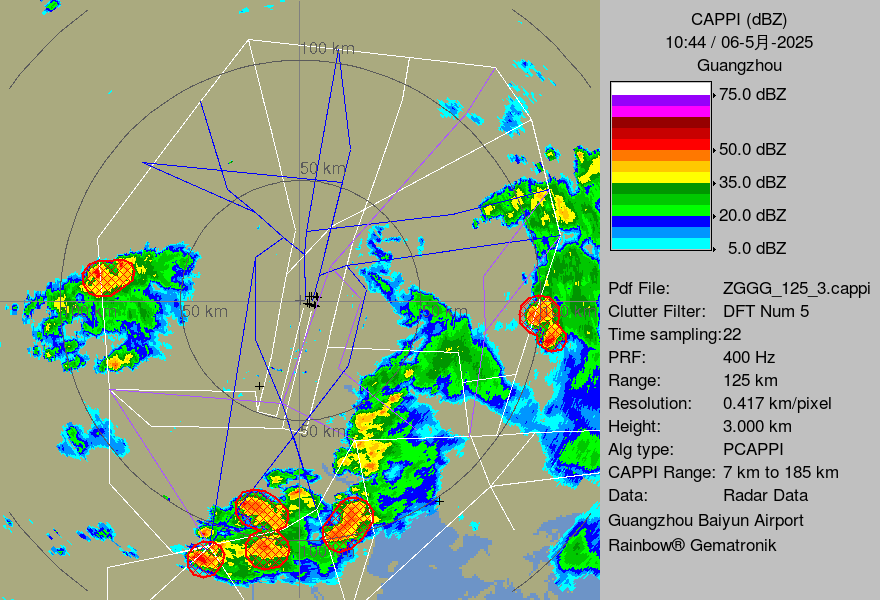 CAPPI (dBZ)
10:44 / 06-5月-2025
Guangzhou
75.0 dBZ
50.0 dBZ
35.0 dBZ
20.0 dBZ
5.0 dBZ
Pdf File: ZGGG_125_3.cappi
Clutter Filter: DFT Num 5
Time sampling:22
PRF: 400 Hz
Range: 125 km
Resolution: 0.417 km/pixel
Height: 3.000 km
Alg type: PCAPPI
CAPPI Range: 7 km to 185 km
Data: Radar Data
Guangzhou Baiyun Airport
Rainbow® Gematronik
100 km
50 km
50 km
50 km